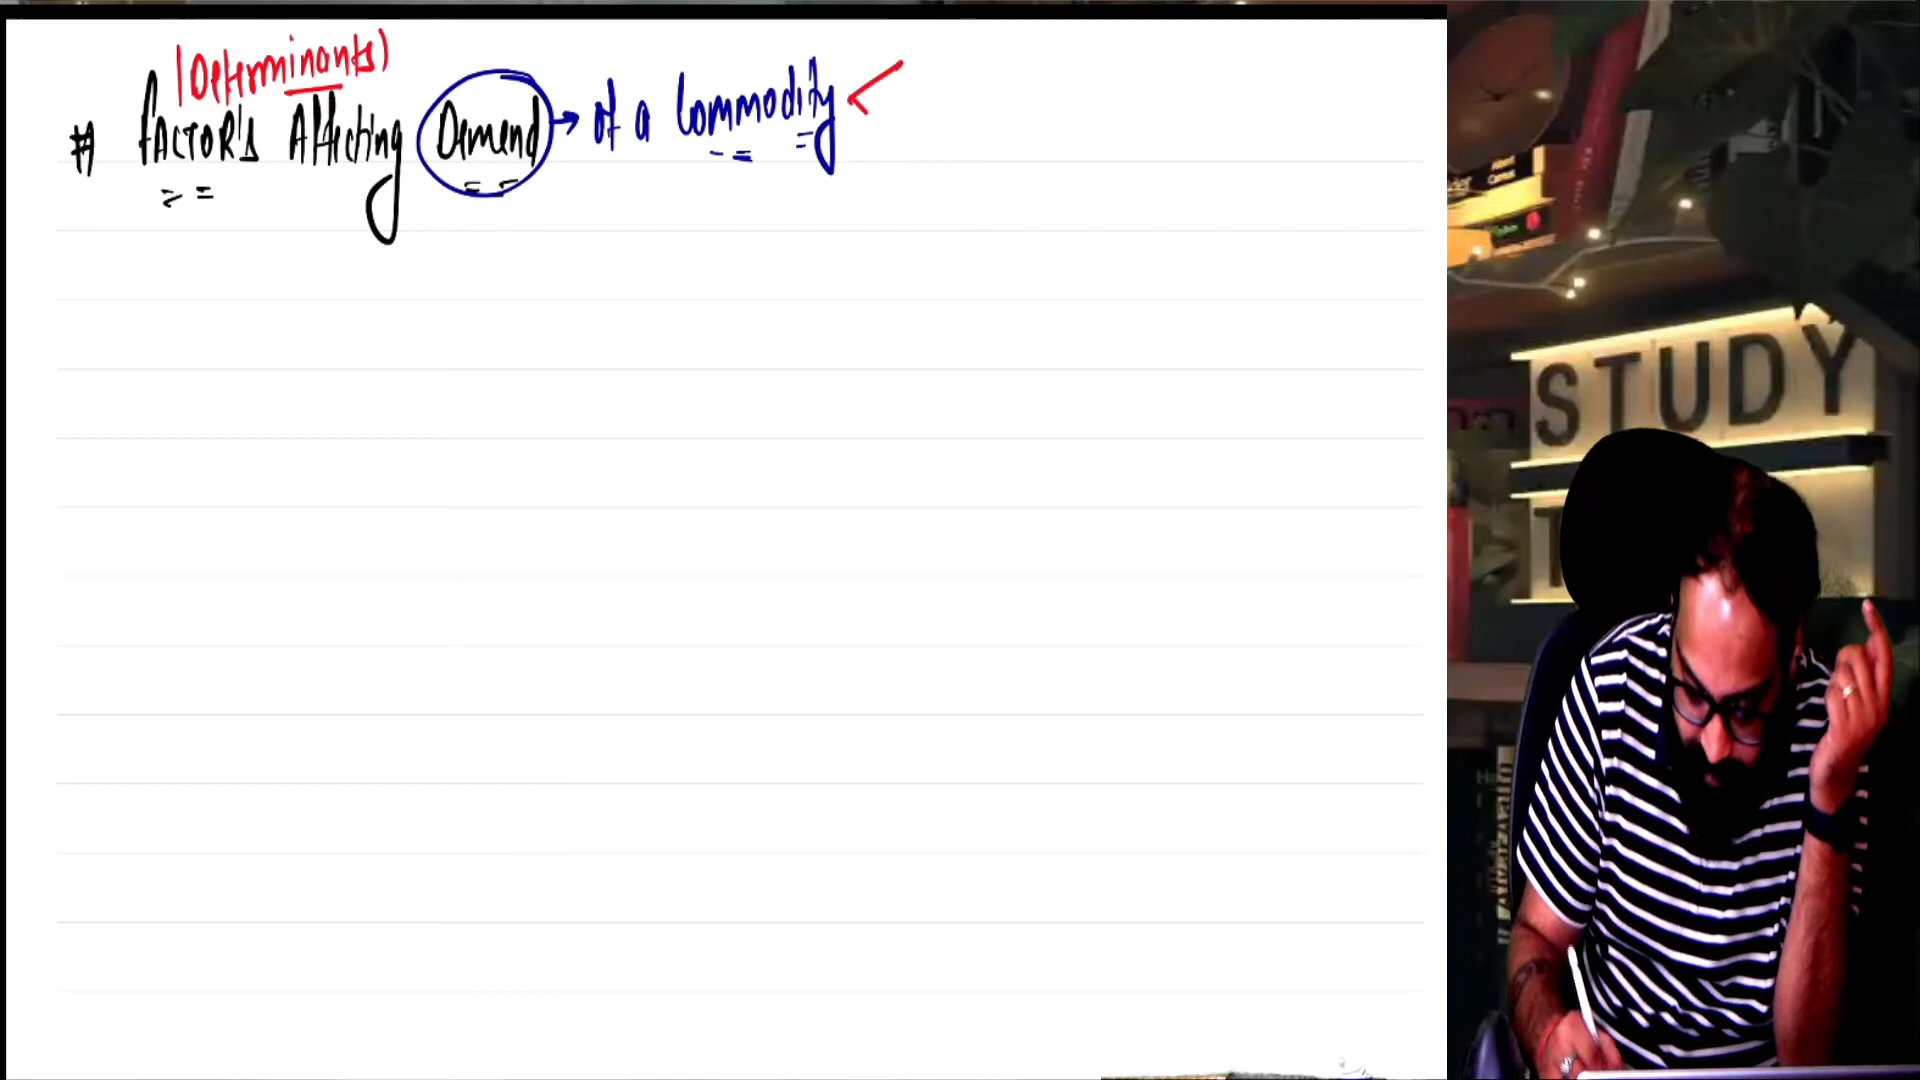 (Determinants)
# FACTOR'S Affecting Demand → of a Commodity
STUDY
T